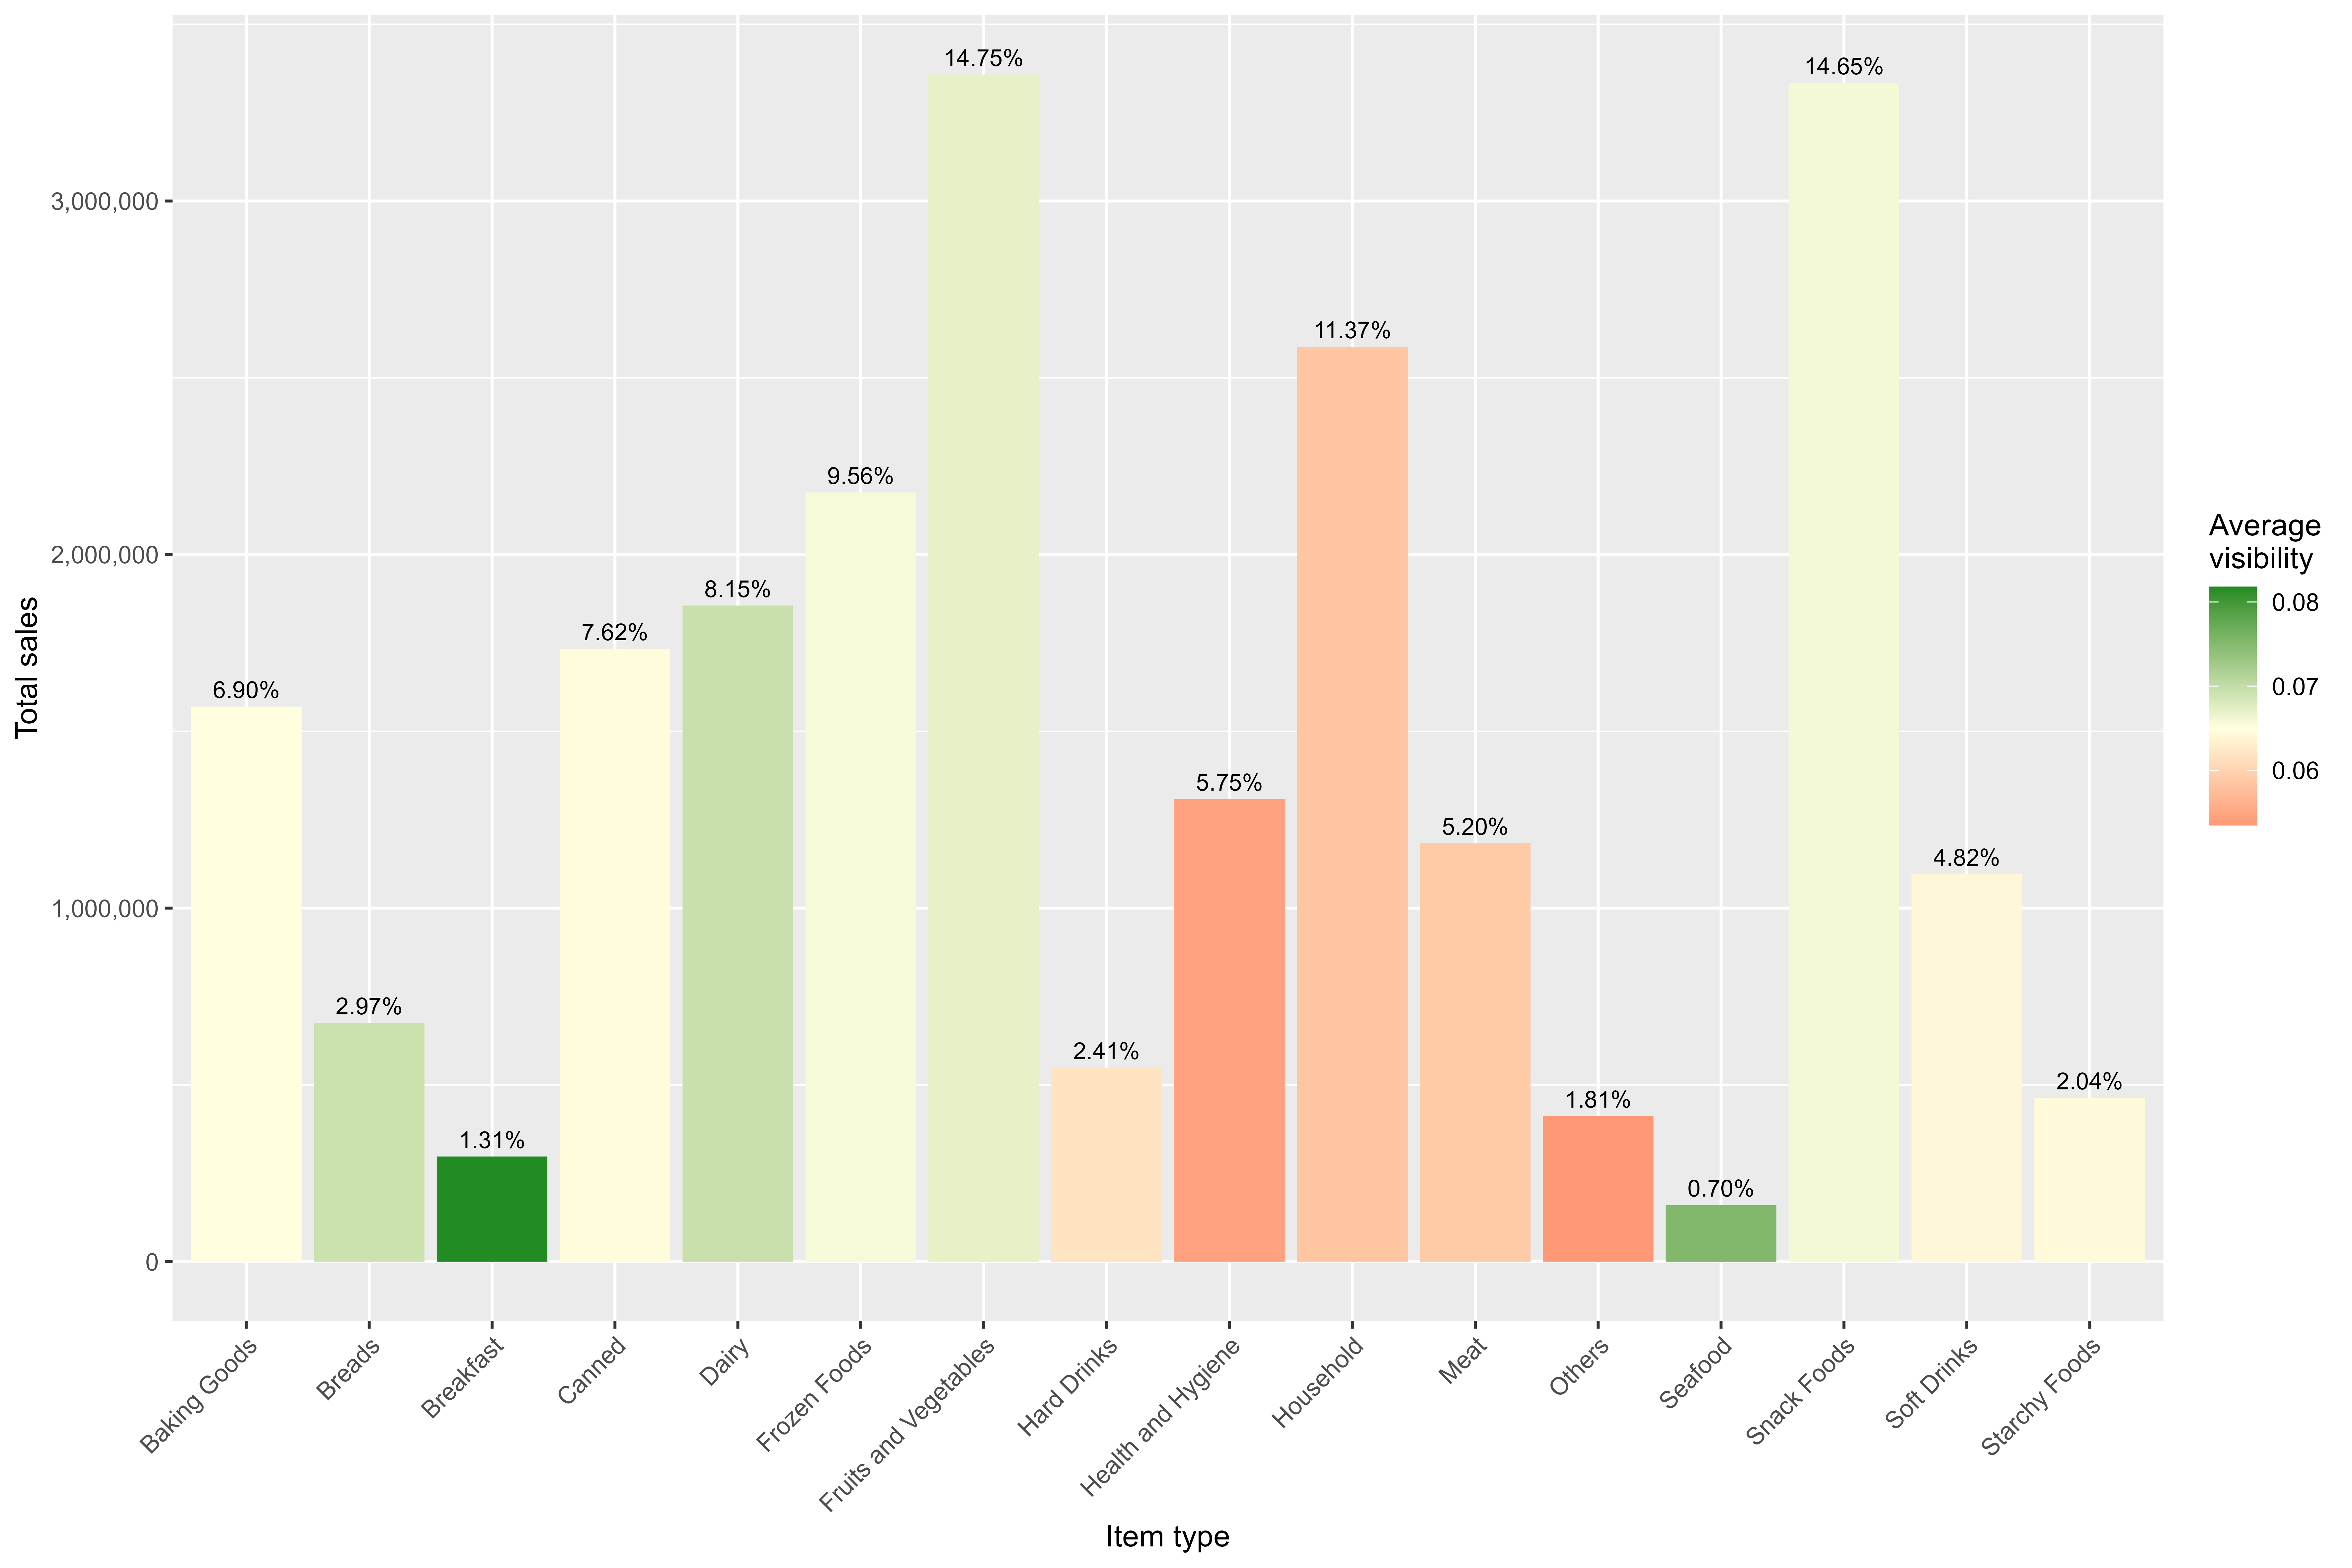 14.75%
14.65%
11.37%
9.56%
8.15%
7.62%
6.90%
5.75%
5.20%
4.82%
2.97%
2.41%
2.04%
1.81%
1.31%
0.70%
3,000,000
2,000,000
1,000,000
0
Total sales
Baking Goods
Breads
Breakfast
Canned
Dairy
Frozen Foods
Fruits and Vegetables
Hard Drinks
Health and Hygiene
Household
Meat
Others
Seafood
Snack Foods
Soft Drinks
Starchy Foods
Item type
Average
visibility
0.08
0.07
0.06